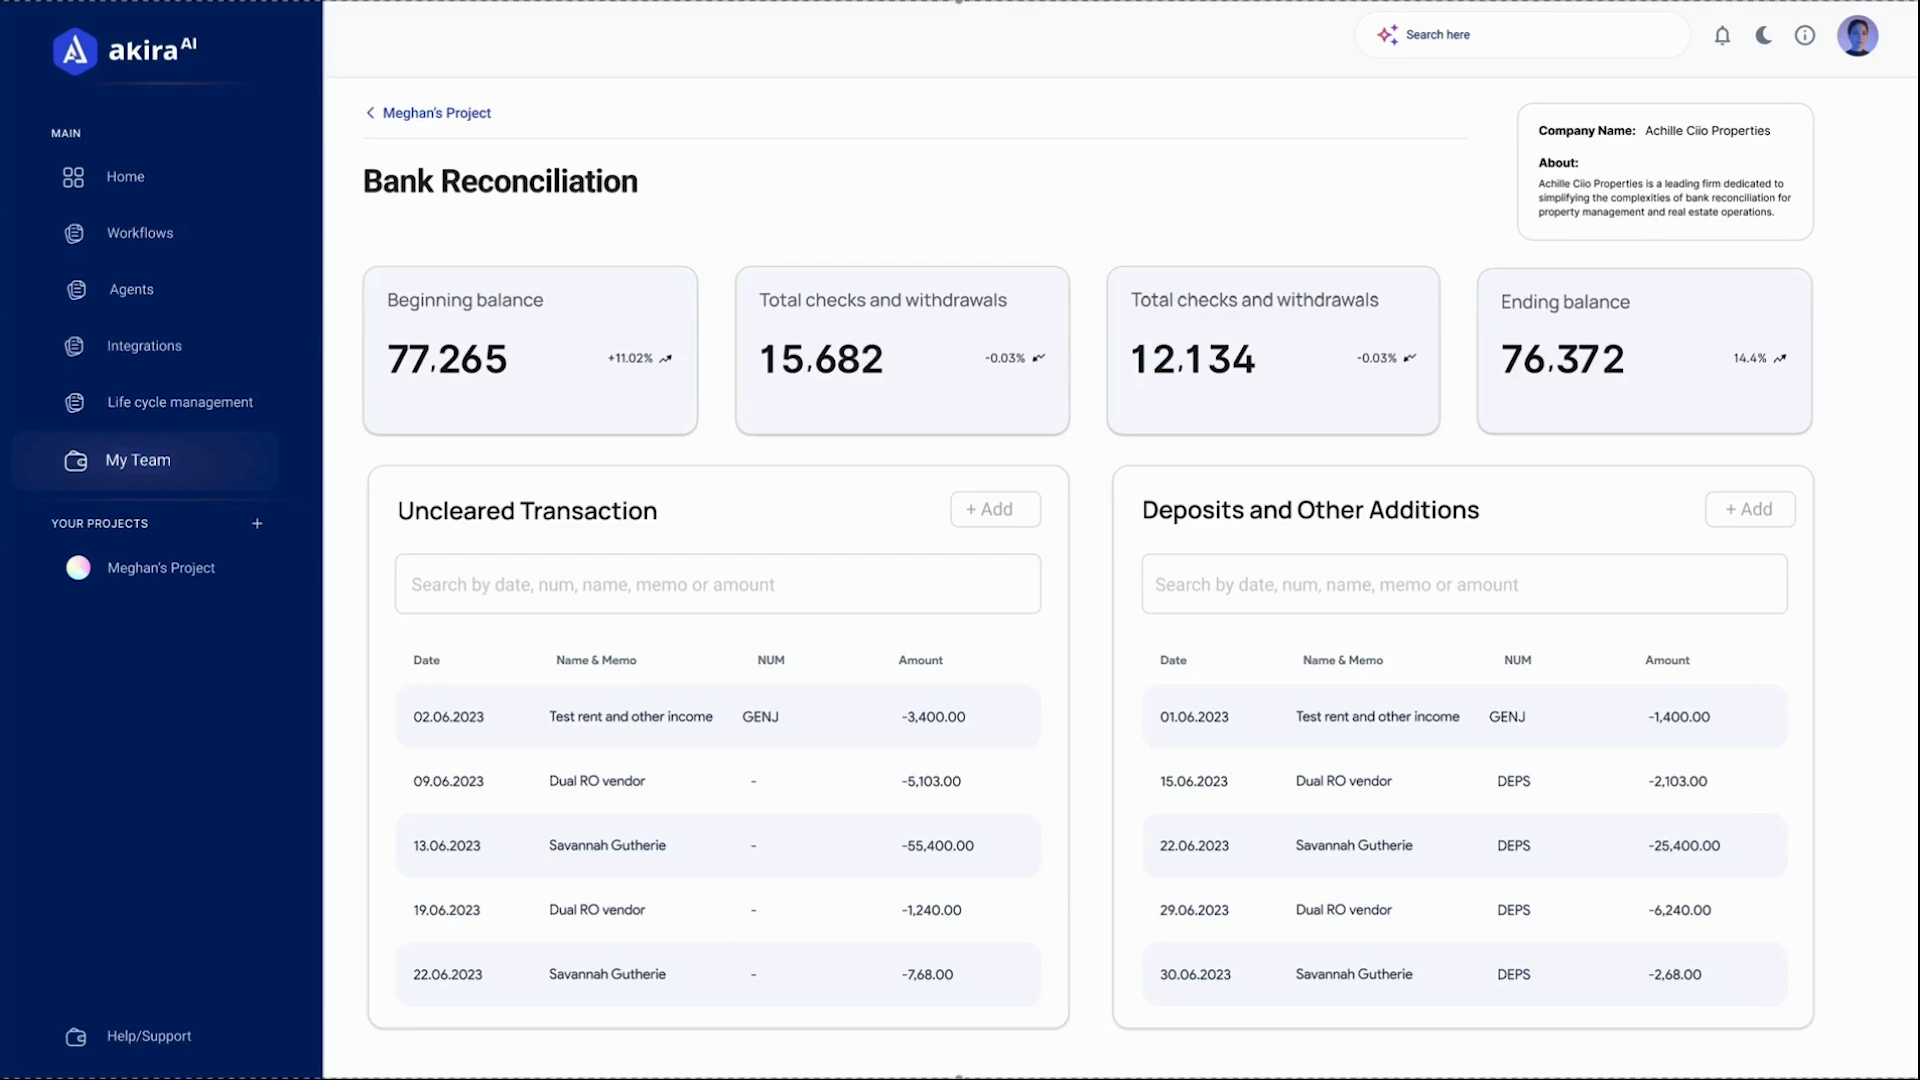 akira AI
MAIN
Home
Workflows
Agents
Integrations
Life cycle management
My Team
YOUR PROJECTS +
Meghan's Project
Help/Support
Search here
Meghan's Project
Bank Reconciliation
Company Name: Achille Ciio Properties
About:
Achille Ciio Properties is a leading firm dedicated to
simplifying the complexities of bank reconciliation for
property management and real estate operations.
Beginning balance
77,265 +11.02%
Total checks and withdrawals
15,682 -0.03%
Total checks and withdrawals
12,134 -0.03%
Ending balance
76,372 14.4%
Uncleared Transaction + Add
Search by date, num, name, memo or amount
Date Name & Memo NUM Amount
02.06.2023 Test rent and other income GENJ -3,400.00
09.06.2023 Dual RO vendor - -5,103.00
13.06.2023 Savannah Gutherie - -55,400.00
19.06.2023 Dual RO vendor - -1,240.00
22.06.2023 Savannah Gutherie - -7,68.00
Deposits and Other Additions + Add
Search by date, num, name, memo or amount
Date Name & Memo NUM Amount
01.06.2023 Test rent and other income GENJ -1,400.00
15.06.2023 Dual RO vendor DEPS -2,103.00
22.06.2023 Savannah Gutherie DEPS -25,400.00
29.06.2023 Dual RO vendor DEPS -6,240.00
30.06.2023 Savannah Gutherie DEPS -2,68.00